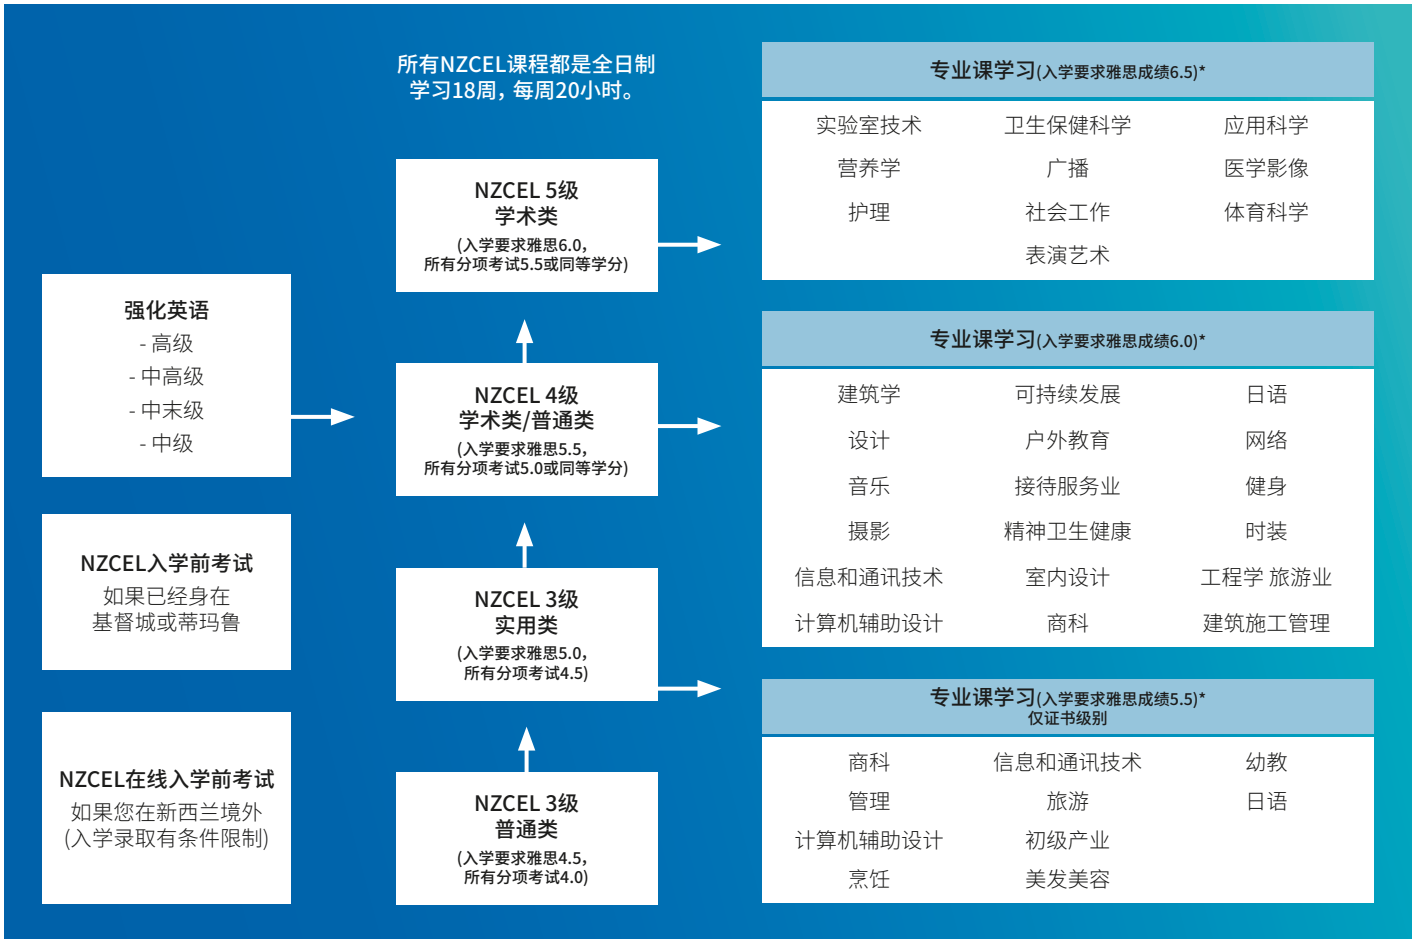 所有NZCEL课程都是全日制
学习18周，每周20小时。
强化英语
- 高级
- 中高级
- 中末级
- 中级
NZCEL入学前考试
如果已经身在
基督城或蒂玛鲁
NZCEL在线入学前考试
如果您在新西兰境外
(入学录取有条件限制)
NZCEL 5级
学术类
(入学要求雅思6.0，
所有分项考试5.5或同等学分)
NZCEL 4级
学术类/普通类
(入学要求雅思5.5，
所有分项考试5.0或同等学分)
NZCEL 3级
实用类
(入学要求雅思5.0，
所有分项考试4.5)
NZCEL 3级
普通类
(入学要求雅思4.5，
所有分项考试4.0)
专业课学习(入学要求雅思成绩6.5)*
实验室技术 卫生保健科学 应用科学
营养学 广播 医学影像
护理 社会工作 体育科学
表演艺术
专业课学习(入学要求雅思成绩6.0)*
建筑学 可持续发展 日语
设计 户外教育 网络
音乐 接待服务业 健身
摄影 精神卫生健康 时装
信息和通讯技术 室内设计 工程学 旅游业
计算机辅助设计 商科 建筑施工管理
专业课学习(入学要求雅思成绩5.5)*
仅证书级别
商科 信息和通讯技术 幼教
管理 旅游 日语
计算机辅助设计 初级产业
烹饪 美发美容